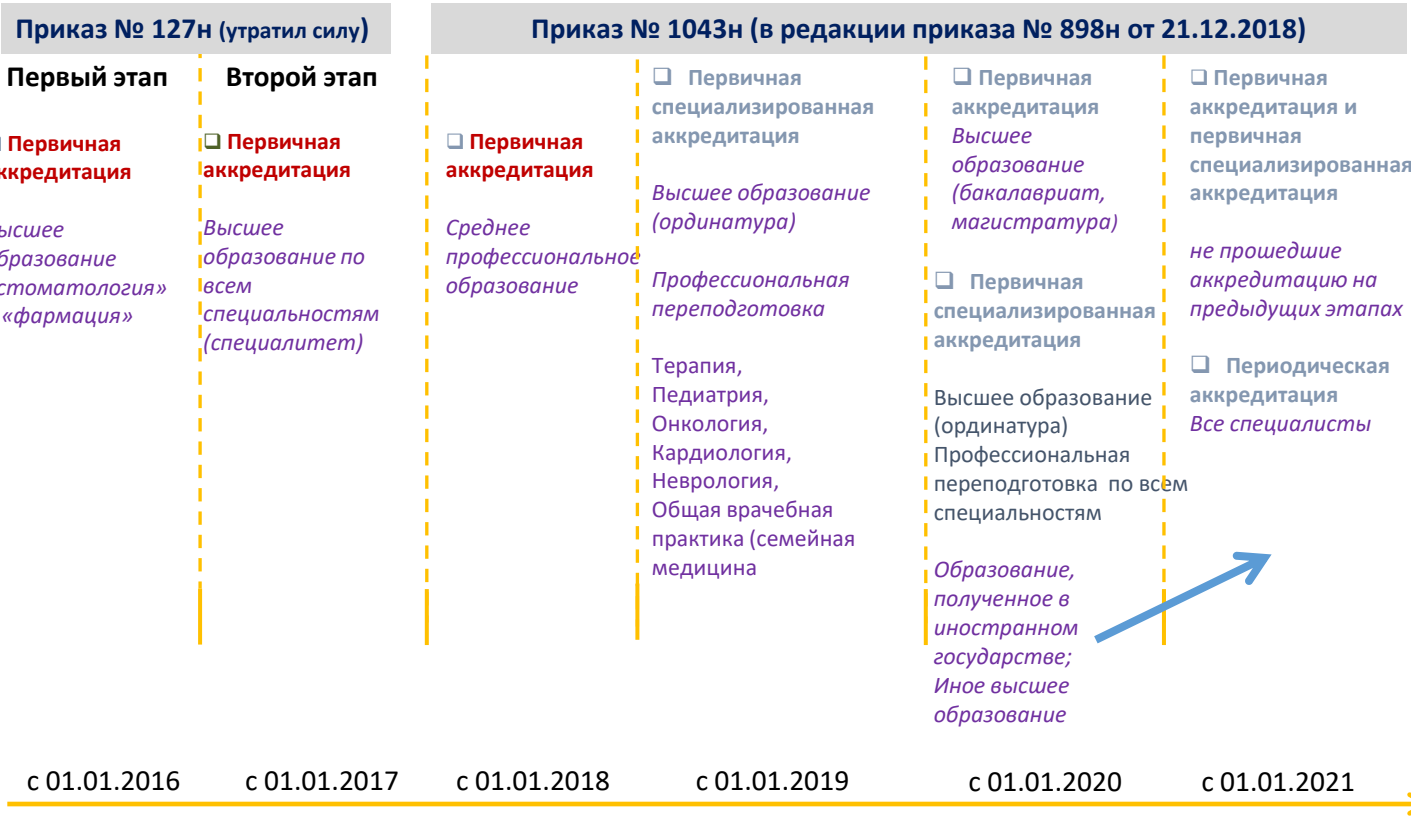 Приказ № 127н (утратил силу)
Приказ № 1043н (в редакции приказа № 898н от 21.12.2018)
Первый этап
Первичная
ккредитация
ысшее
бразование
стоматология»
«фармация»
с 01.01.2016
Второй этап
Первичная
аккредитация
Высшее
образование по
всем
специальностям
(специалитет)
с 01.01.2017
Первичная
аккредитация
Среднее
профессиональное
образование
с 01.01.2018
Первичная
специализированная
аккредитация
Высшее образование
(ординатура)
Профессиональная
переподготовка
Терапия,
Педиатрия,
Онкология,
Кардиология,
Неврология,
Общая врачебная
практика (семейная
медицина
с 01.01.2019
Первичная
аккредитация
Высшее
образование
(бакалавриат,
магистратура)
Первичная
специализированная
аккредитация
Высшее образование
(ординатура)
Профессиональная
переподготовка по всем
специальностям
Образование,
полученное в
иностранном
государстве;
Иное высшее
образование
с 01.01.2020
Первичная
аккредитация и
первичная
специализированная
аккредитация
не прошедшие
аккредитацию на
предыдущих этапах
Периодическая
аккредитация
Все специалисты
с 01.01.2021